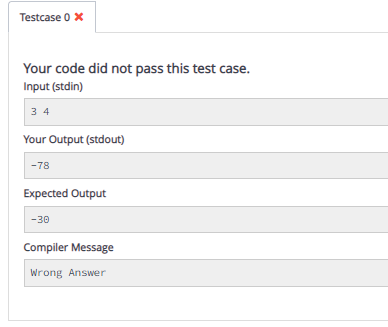 Testcase 0 ✖
Your code did not pass this test case.
Input (stdin)
3 4
Your Output (stdout)
-78
Expected Output
-30
Compiler Message
Wrong Answer